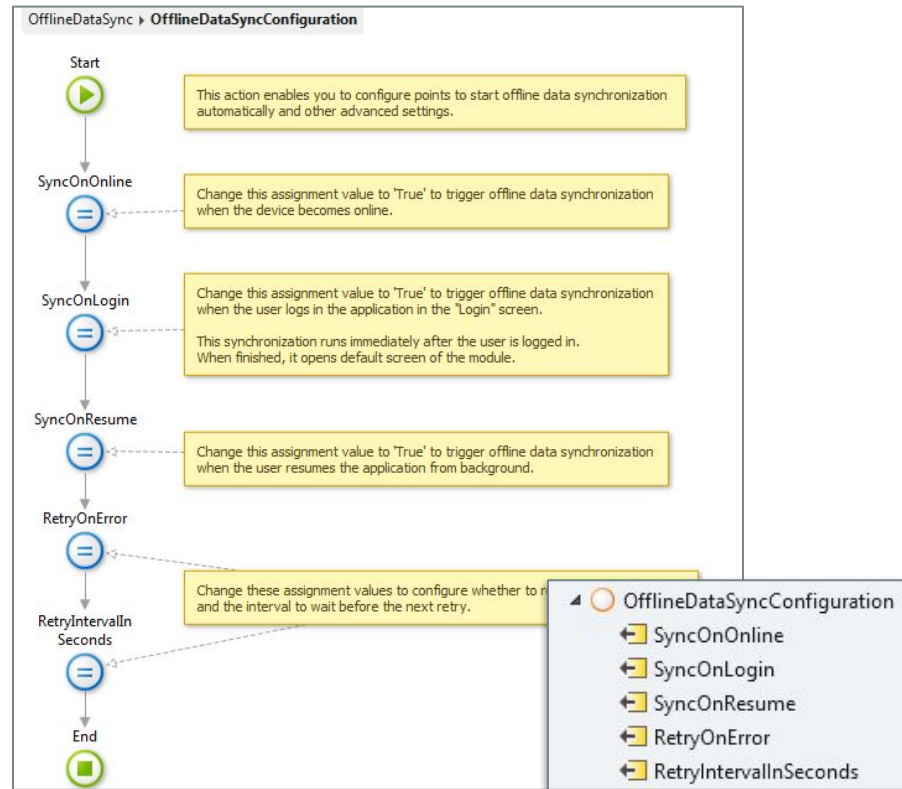 OfflineDataSync ▸ OfflineDataSyncConfiguration
Start
This action enables you to configure points to start offline data synchronization
automatically and other advanced settings.
SyncOnOnline
Change this assignment value to 'True' to trigger offline data synchronization
when the device becomes online.
SyncOnLogin
Change this assignment value to 'True' to trigger offline data synchronization
when the user logs in the application in the "Login" screen.
This synchronization runs immediately after the user is logged in.
When finished, it opens default screen of the module.
SyncOnResume
Change this assignment value to 'True' to trigger offline data synchronization
when the user resumes the application from background.
RetryOnError
Change these assignment values to configure whether to
and the interval to wait before the next retry.
RetryIntervalIn
Seconds
End
OfflineDataSyncConfiguration
SyncOnOnline
SyncOnLogin
SyncOnResume
RetryOnError
RetryIntervalInSeconds